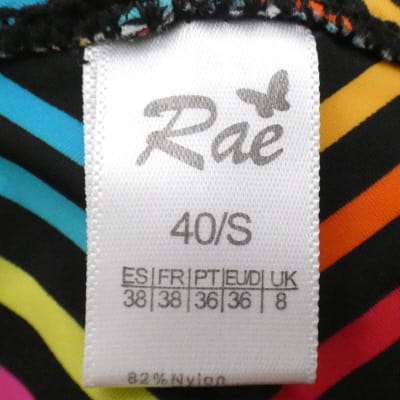 Rae
40/S
ES|FR|PT|EU/D|UK
38|38|36|36|8
82%Nylon